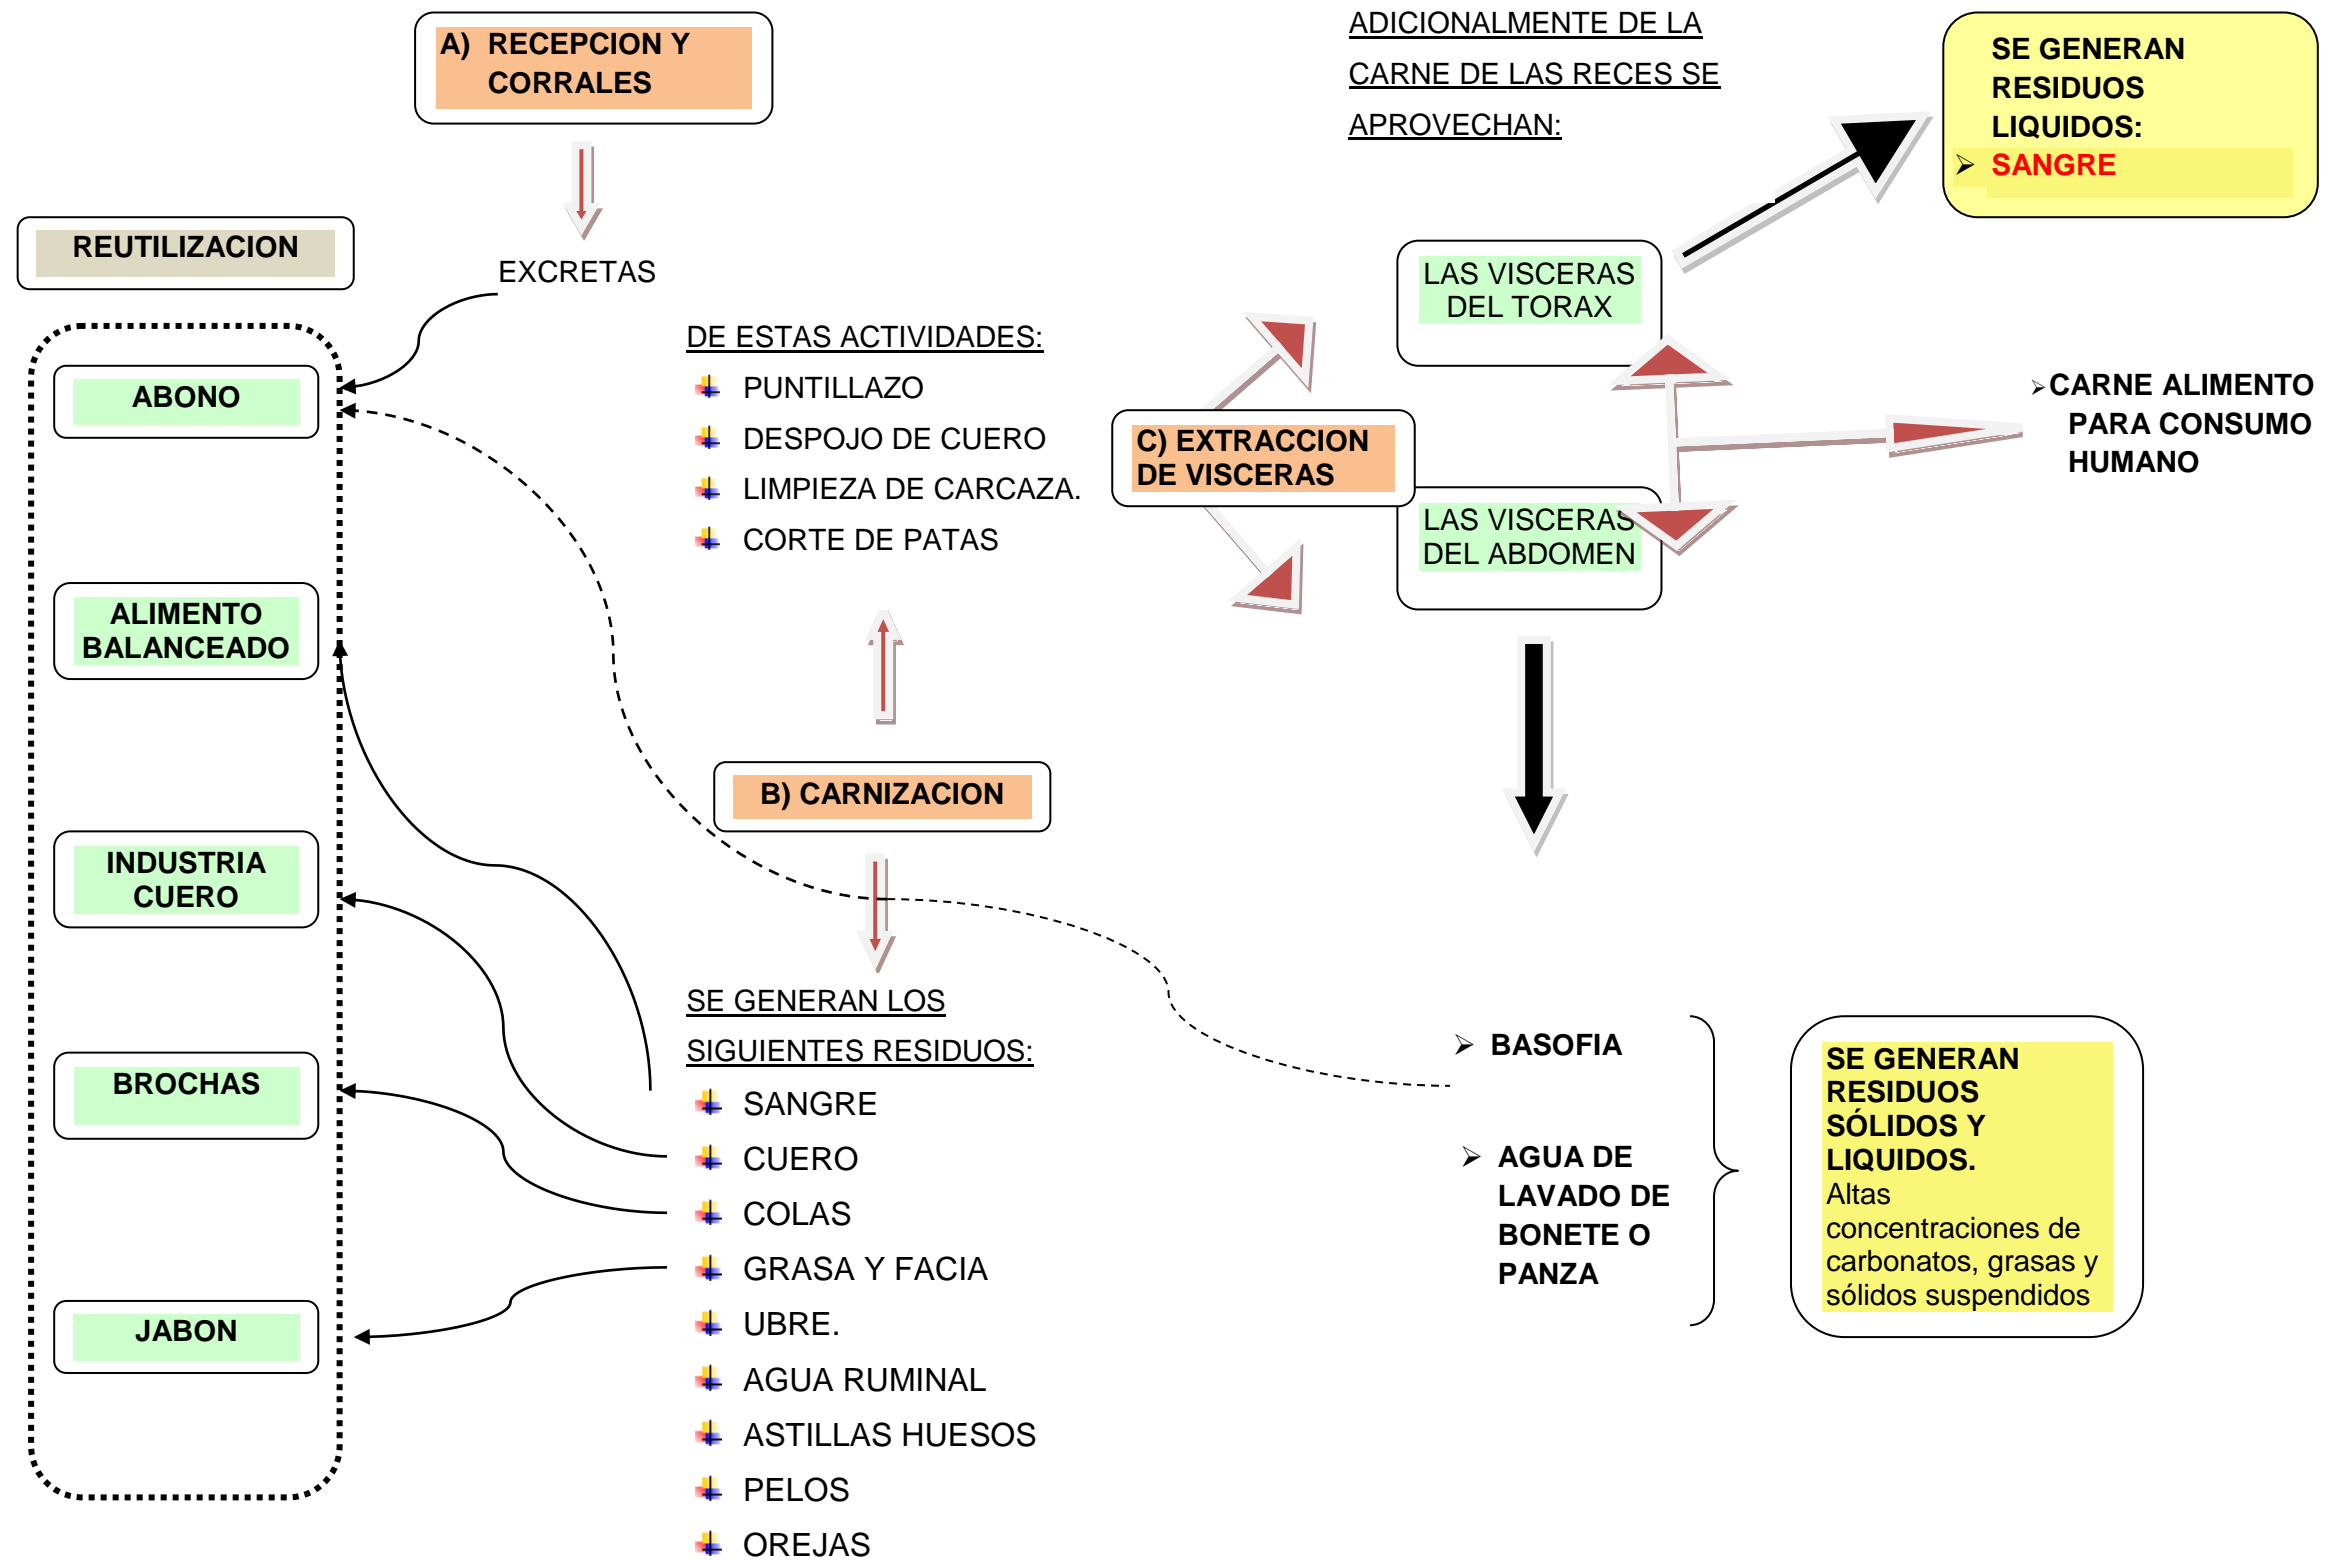 A) RECEPCION Y
CORRALES
EXCRETAS
REUTILIZACION
ABONO
ALIMENTO
BALANCEADO
INDUSTRIA
CUERO
BROCHAS
JABON
DE ESTAS ACTIVIDADES:
PUNTILLAZO
DESPOJO DE CUERO
LIMPIEZA DE CARCAZA.
CORTE DE PATAS
B) CARNIZACION
SE GENERAN LOS
SIGUIENTES RESIDUOS:
SANGRE
CUERO
COLAS
GRASA Y FACIA
UBRE.
AGUA RUMINAL
ASTILLAS HUESOS
PELOS
OREJAS
ADICIONALMENTE DE LA
CARNE DE LAS RECES SE
APROVECHAN:
C) EXTRACCION
DE VISCERAS
LAS VISCERAS
DEL TORAX
LAS VISCERAS
DEL ABDOMEN
SE GENERAN
RESIDUOS
LIQUIDOS:
SANGRE
CARNE ALIMENTO
PARA CONSUMO
HUMANO
BASOFIA
AGUA DE
LAVADO DE
BONETE O
PANZA
SE GENERAN
RESIDUOS
SÓLIDOS Y
LIQUIDOS.
Altas
concentraciones de
carbonatos, grasas y
sólidos suspendidos